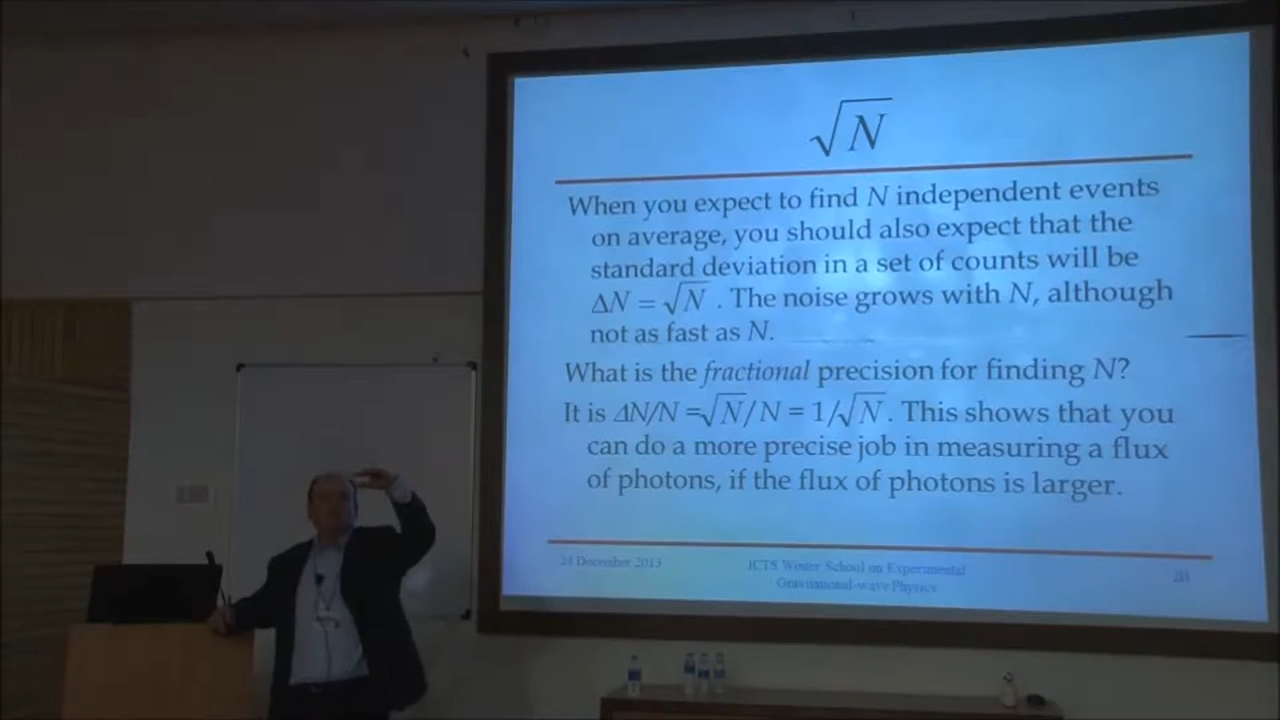 √N
When you expect to find N independent events
on average, you should also expect that the
standard deviation in a set of counts will be
ΔN = √N . The noise grows with N, although
not as fast as N.
What is the fractional precision for finding N?
It is ΔN/N =√N/N = 1/√N . This shows that you
can do a more precise job in measuring a flux
of photons, if the flux of photons is larger.
24 December 2013
ICTS Winter School on Experimental
Gravitational-wave Physics